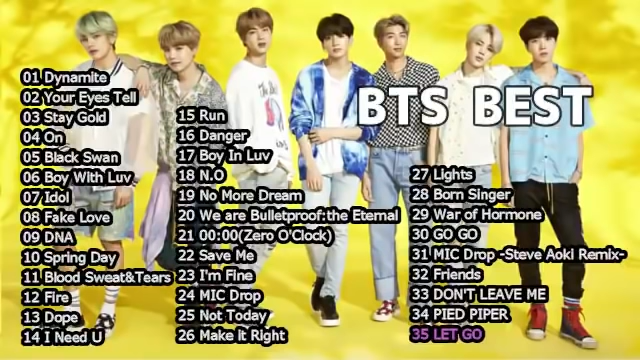 BTS BEST
01 Dynamite
02 Your Eyes Tell
03 Stay Gold
04 On
05 Black Swan
06 Boy With Luv
07 Idol
08 Fake Love
09 DNA
10 Spring Day
11 Blood Sweat&Tears
12 Fire
13 Dope
14 I Need U
15 Run
16 Danger
17 Boy In Luv
18 N.O
19 No More Dream
20 We are Bulletproof:the Eternal
21 00:00(Zero O'Clock)
22 Save Me
23 I'm Fine
24 MIC Drop
25 Not Today
26 Make it Right
27 Lights
28 Born Singer
29 War of Hormone
30 GO GO
31 MIC Drop -Steve Aoki Remix-
32 Friends
33 DON'T LEAVE ME
34 PIED PIPER
35 LET GO